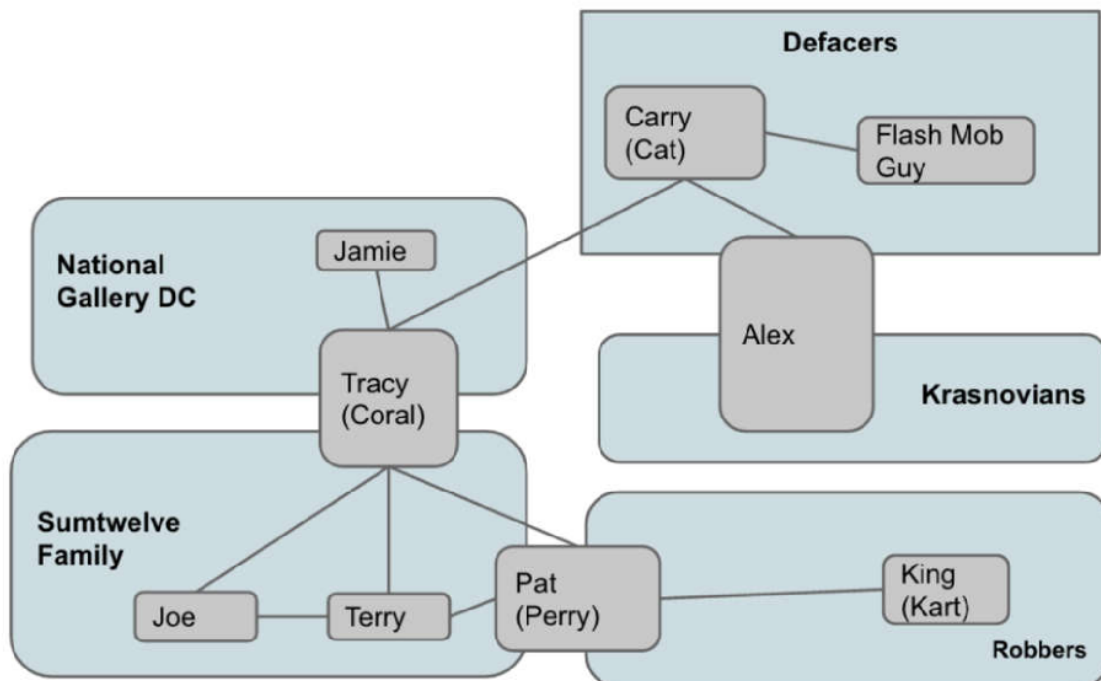 Defacers
Carry
(Cat)
Flash Mob
Guy
National
Gallery DC
Jamie
Tracy
(Coral)
Alex
Krasnovians
Sumtwelve
Family
Joe
Terry
Pat
(Perry)
King
(Kart)
Robbers